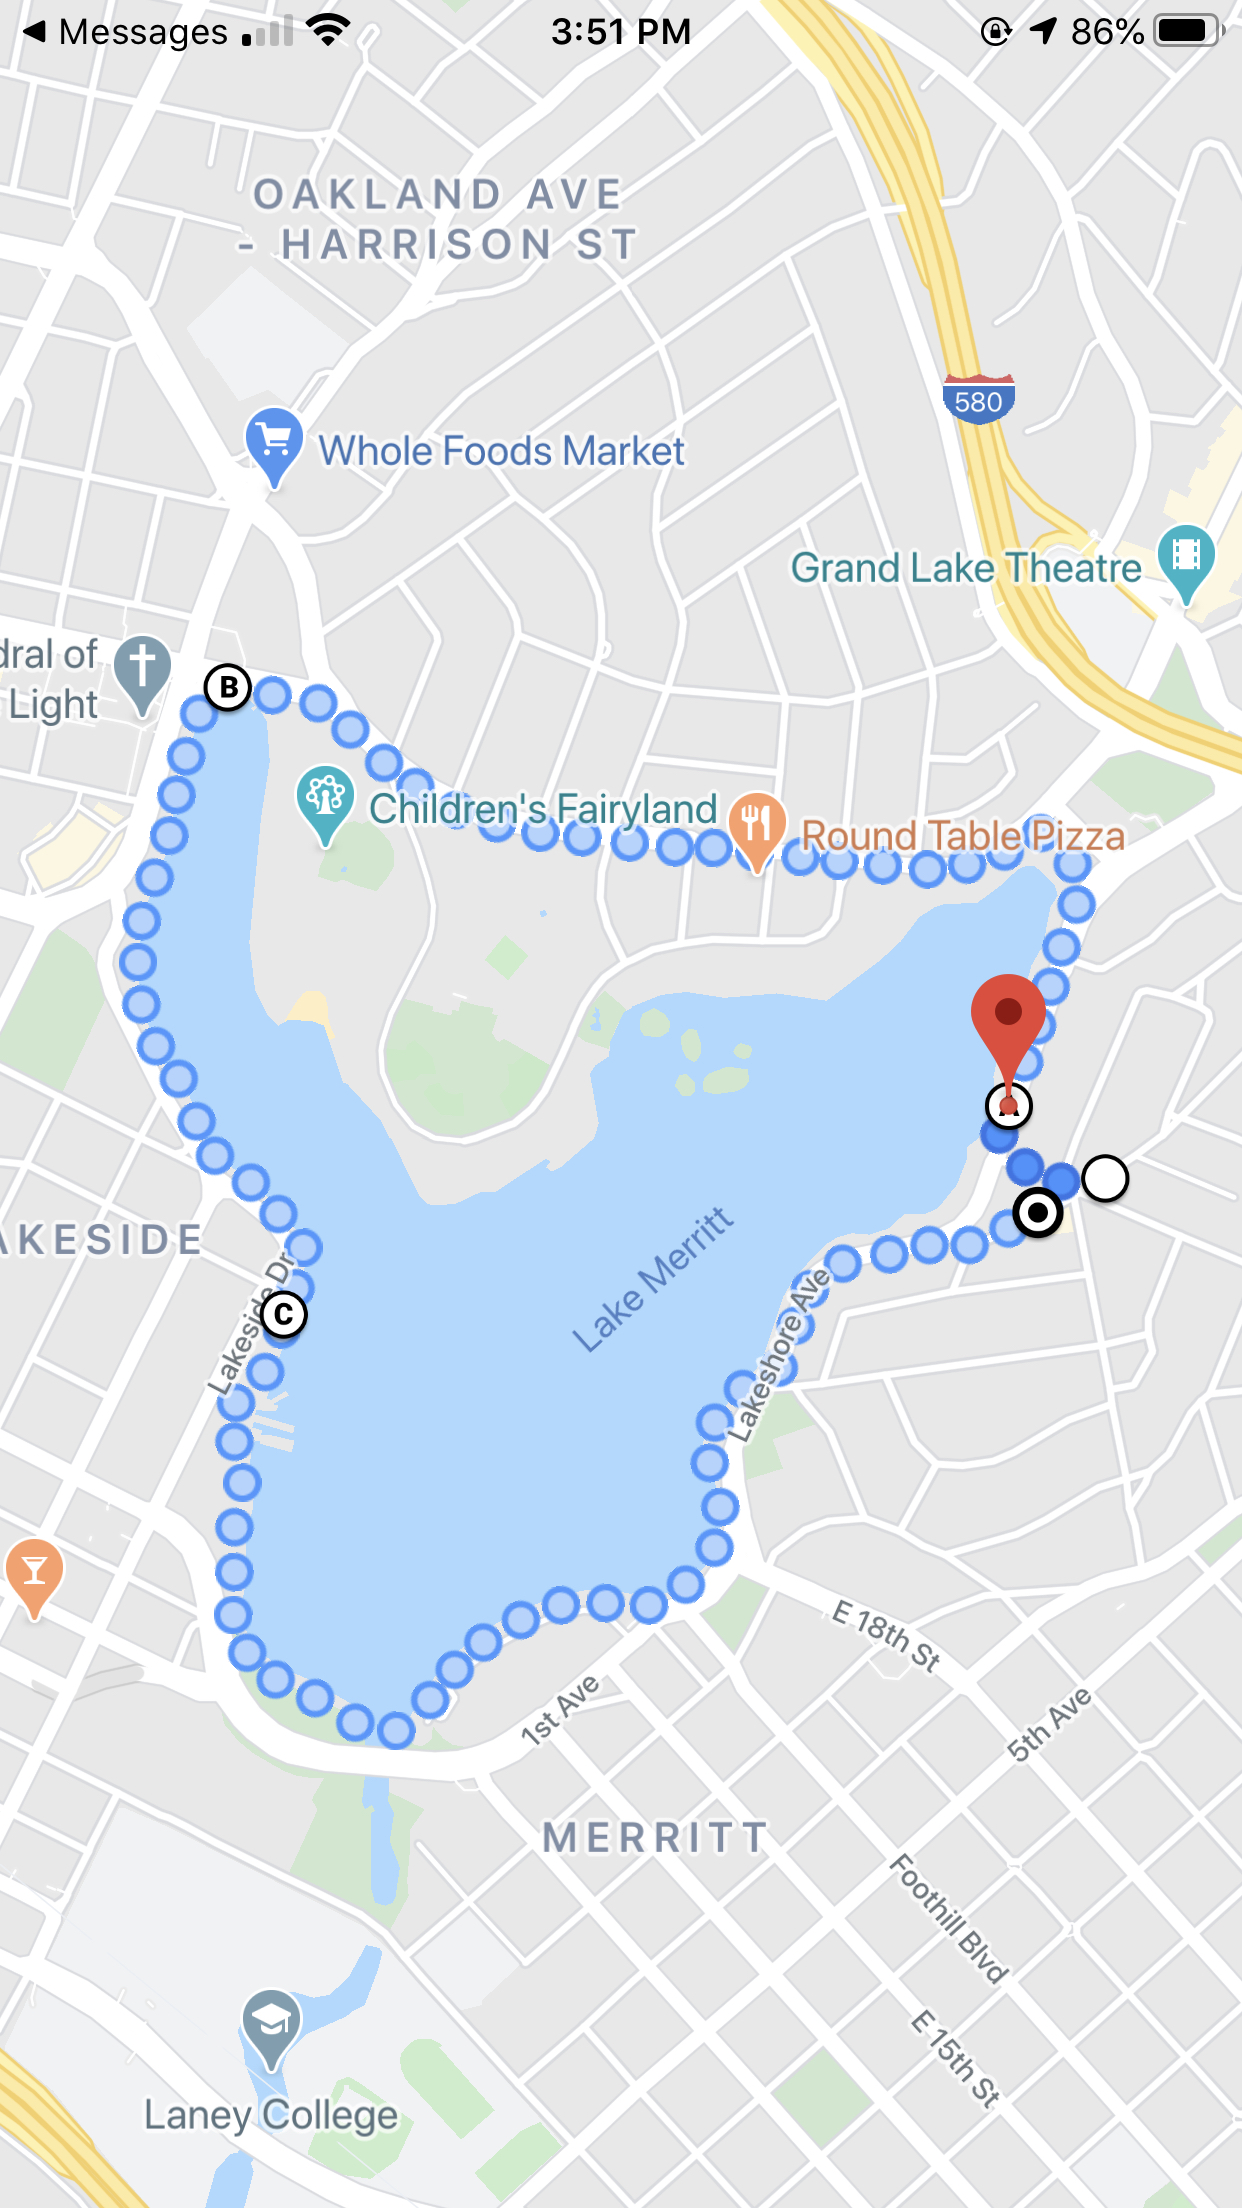 Messages
3:51 PM
86%
OAKLAND AVE
- HARRISON ST
580
Whole Foods Market
Grand Lake Theatre
dral of
Light
B
Children's Fairyland
Round Table Pizza
AKESIDE
Lake Merritt
Lakeside Dr
C
Lakeshore Ave
E 18th St
1st Ave
5th Ave
MERRITT
Foothill Blvd
E 15th St
Laney College